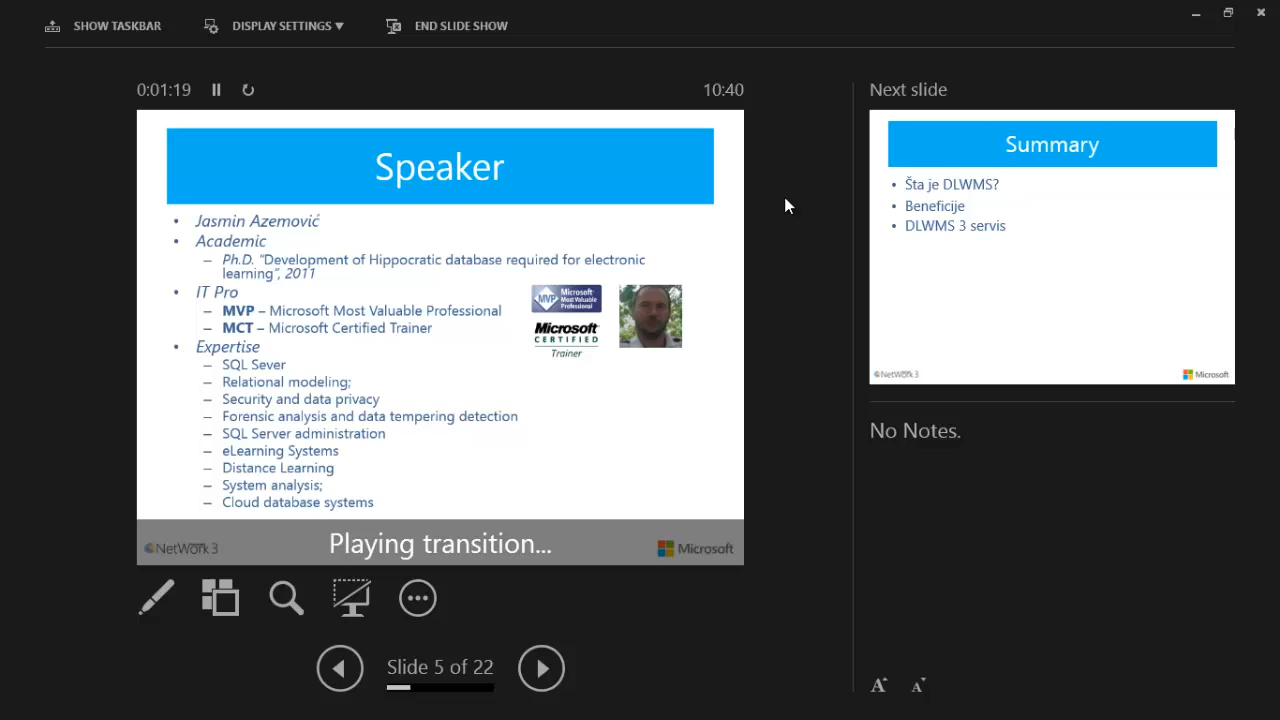 SHOW TASKBAR
DISPLAY SETTINGS ▼
END SLIDE SHOW
0:01:19
10:40
Speaker
• Jasmin Azemović
• Academic
– Ph.D. “Development of Hippocratic database required for electronic
learning”, 2011
• IT Pro
– MVP – Microsoft Most Valuable Professional
– MCT – Microsoft Certified Trainer
• Expertise
– SQL Sever
– Relational modeling;
– Security and data privacy
– Forensic analysis and data tempering detection
– SQL Server administration
– eLearning Systems
– Distance Learning
– System analysis;
– Cloud database systems
MVP
Microsoft
Most Valuable
Professional
Microsoft
CERTIFIED
Trainer
NetWork 3
Playing transition...
Microsoft
Slide 5 of 22
Next slide
Summary
• Šta je DLWMS?
• Beneficije
• DLWMS 3 servis
NetWork 3
Microsoft
No Notes.
A
A